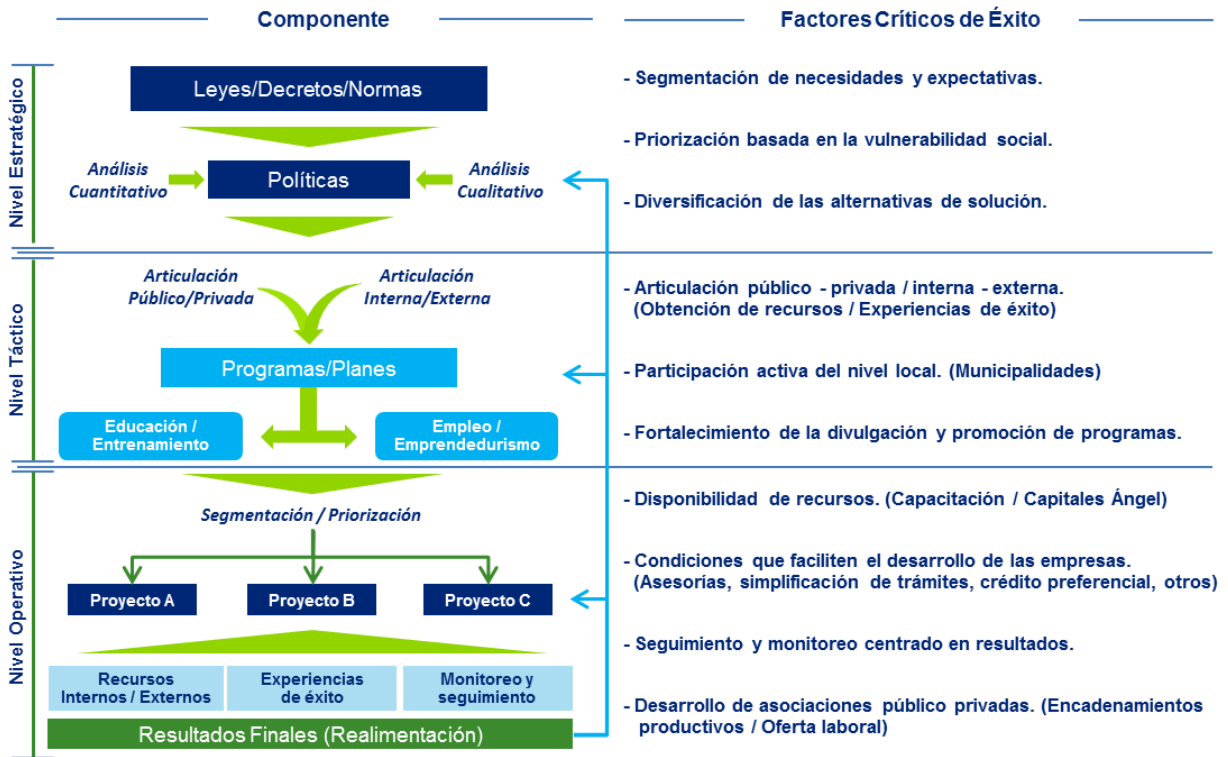 Componente
Factores Críticos de Éxito
Nivel Estratégico
Leyes/Decretos/Normas
Análisis
Cuantitativo
Políticas
Análisis
Cualitativo
- Segmentación de necesidades y expectativas.
- Priorización basada en la vulnerabilidad social.
- Diversificación de las alternativas de solución.
Nivel Táctico
Articulación
Público/Privada
Articulación
Interna/Externa
Programas/Planes
Educación /
Entrenamiento
Empleo /
Emprendedurismo
- Articulación público - privada / interna - externa.
(Obtención de recursos / Experiencias de éxito)
- Participación activa del nivel local. (Municipalidades)
- Fortalecimiento de la divulgación y promoción de programas.
Nivel Operativo
Segmentación / Priorización
Proyecto A
Proyecto B
Proyecto C
Recursos
Internos / Externos
Experiencias
de éxito
Monitoreo y
seguimiento
Resultados Finales (Realimentación)
- Disponibilidad de recursos. (Capacitación / Capitales Ángel)
- Condiciones que faciliten el desarrollo de las empresas.
(Asesorías, simplificación de trámites, crédito preferencial, otros)
- Seguimiento y monitoreo centrado en resultados.
- Desarrollo de asociaciones público privadas. (Encadenamientos
productivos / Oferta laboral)